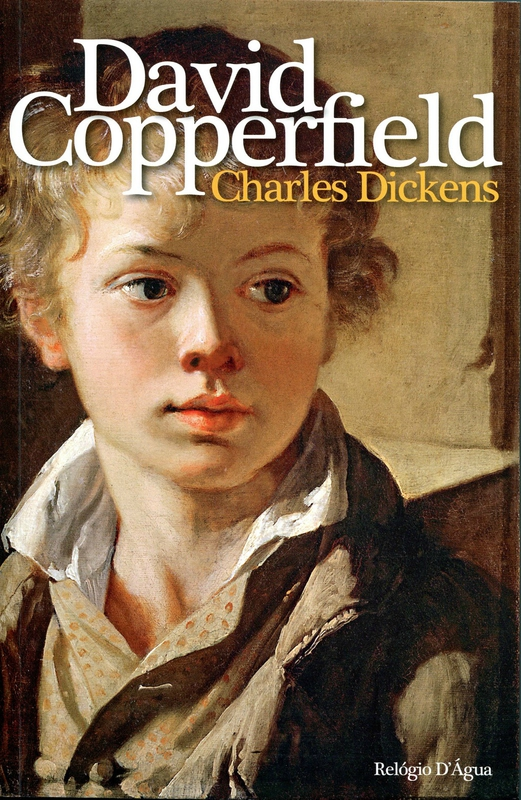 David
Copperfield
Charles Dickens
Relógio D'Água